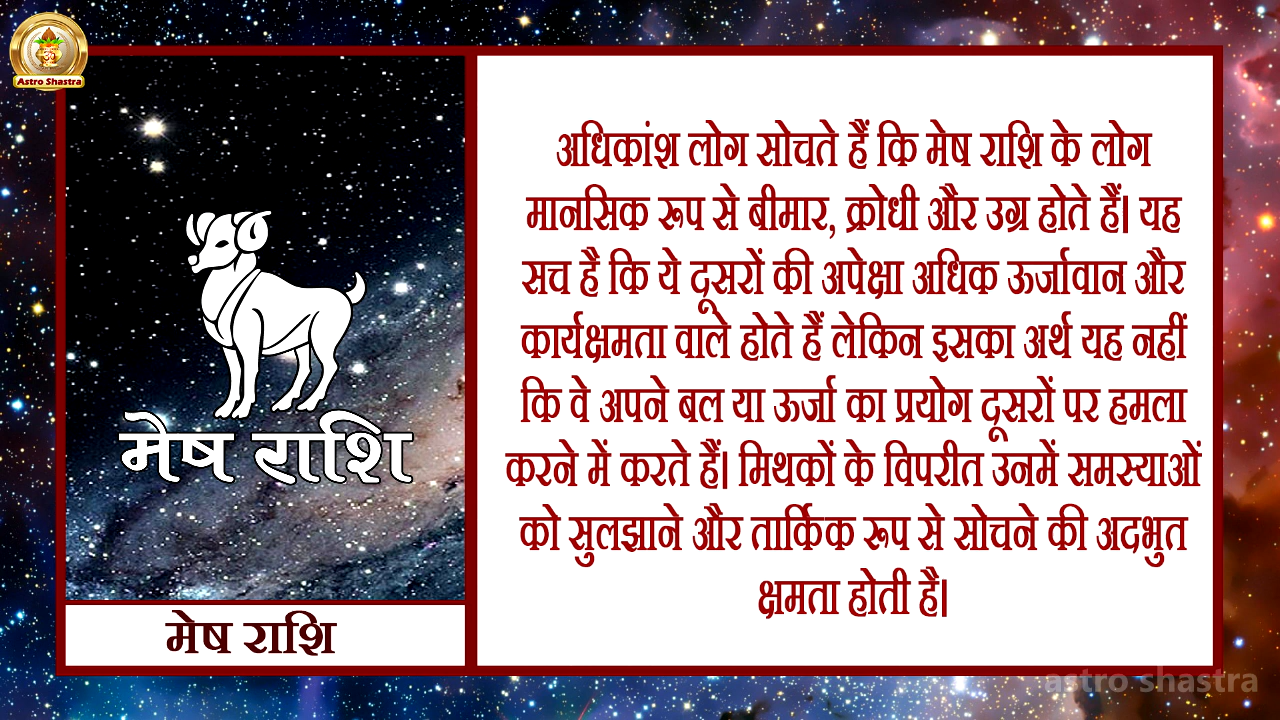 Astro Shastra
मेष राशि
मेष राशि
अधिकांश लोग सोचते हैं कि मेष राशि के लोग
मानसिक रूप से बीमार, क्रोधी और उग्र होते हैं। यह
सच है कि ये दूसरों की अपेक्षा अधिक ऊर्जावान और
कार्यक्षमता वाले होते हैं लेकिन इसका अर्थ यह नहीं
कि वे अपने बल या ऊर्जा का प्रयोग दूसरों पर हमला
करने में करते हैं। मिथकों के विपरीत उनमें समस्याओं
को सुलझाने और तार्किक रूप से सोचने की अदभुत
क्षमता होती है।
astro shastra